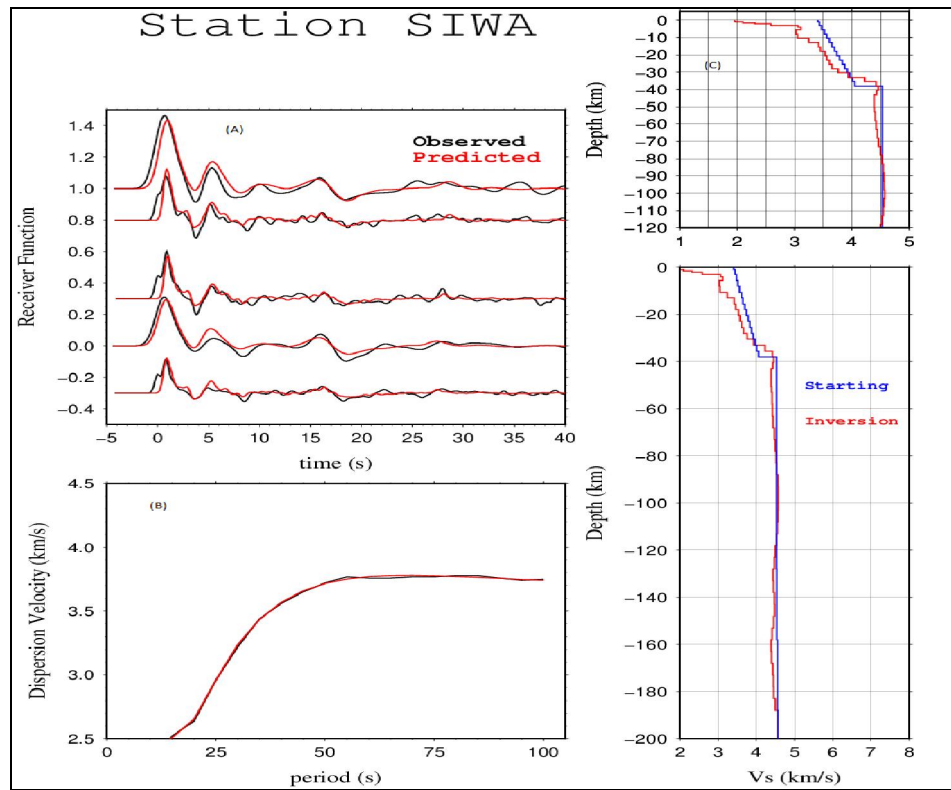 Station SIWA
(A)
Observed
Predicted
Receiver Function
1.4
1.2
1.0
0.8
0.6
0.4
0.2
0.0
−0.2
−0.4
−5 0 5 10 15 20 25 30 35 40
time (s)
(B)
Dispersion Velocity (km/s)
4.5
4.0
3.5
3.0
2.5
0 25 50 75 100
period (s)
(C)
Depth (km)
0
−10
−20
−30
−40
−50
−60
−70
−80
−90
−100
−110
−120
1 2 3 4 5
Depth (km)
0
−20
−40
−60
−80
−100
−120
−140
−160
−180
−200
Starting
Inversion
2 3 4 5 6 7 8
Vs (km/s)